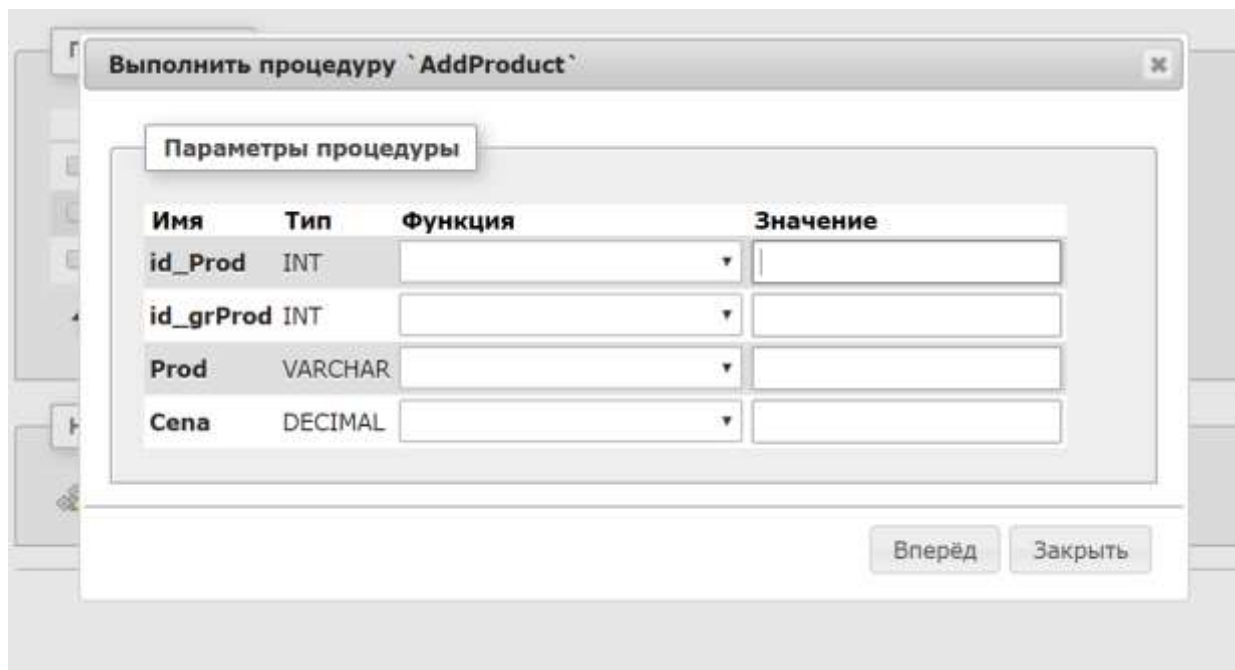 Выполнить процедуру `AddProduct`
Параметры процедуры
Имя Тип Функция Значение
id_Prod INT
id_grProd INT
Prod VARCHAR
Cena DECIMAL
Вперёд Закрыть